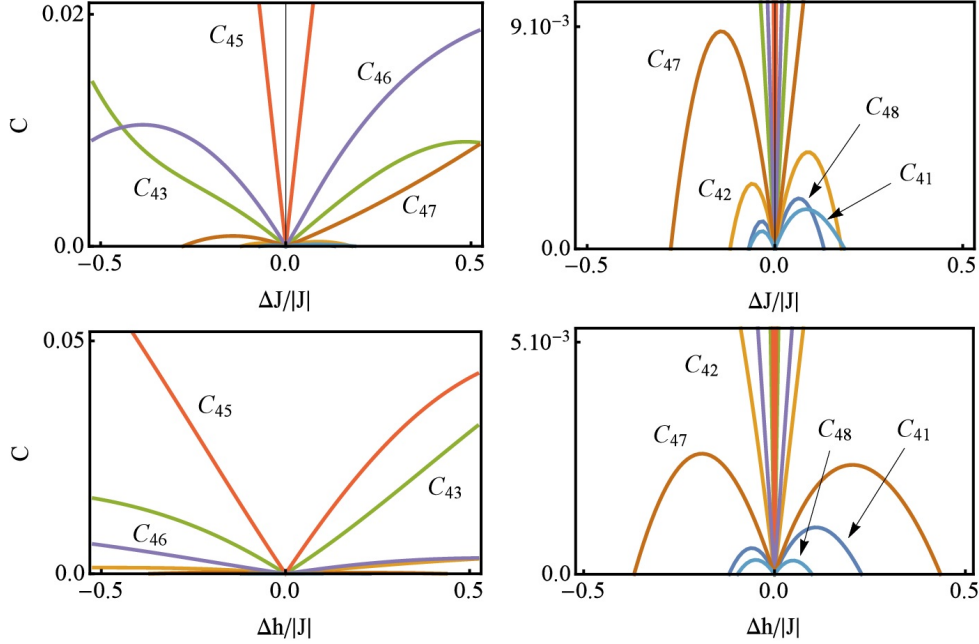 0.02
C
0.0
C₄₅
C₄₆
C₄₃
C₄₇
−0.5
0.0
0.5
ΔJ/|J|
9.10⁻³
0.0
C₄₇
C₄₈
C₄₂
C₄₁
−0.5
0.0
0.5
ΔJ/|J|
0.05
C
0.0
C₄₅
C₄₃
C₄₆
−0.5
0.0
0.5
Δh/|J|
5.10⁻³
0.0
C₄₂
C₄₇
C₄₈
C₄₁
−0.5
0.0
0.5
Δh/|J|